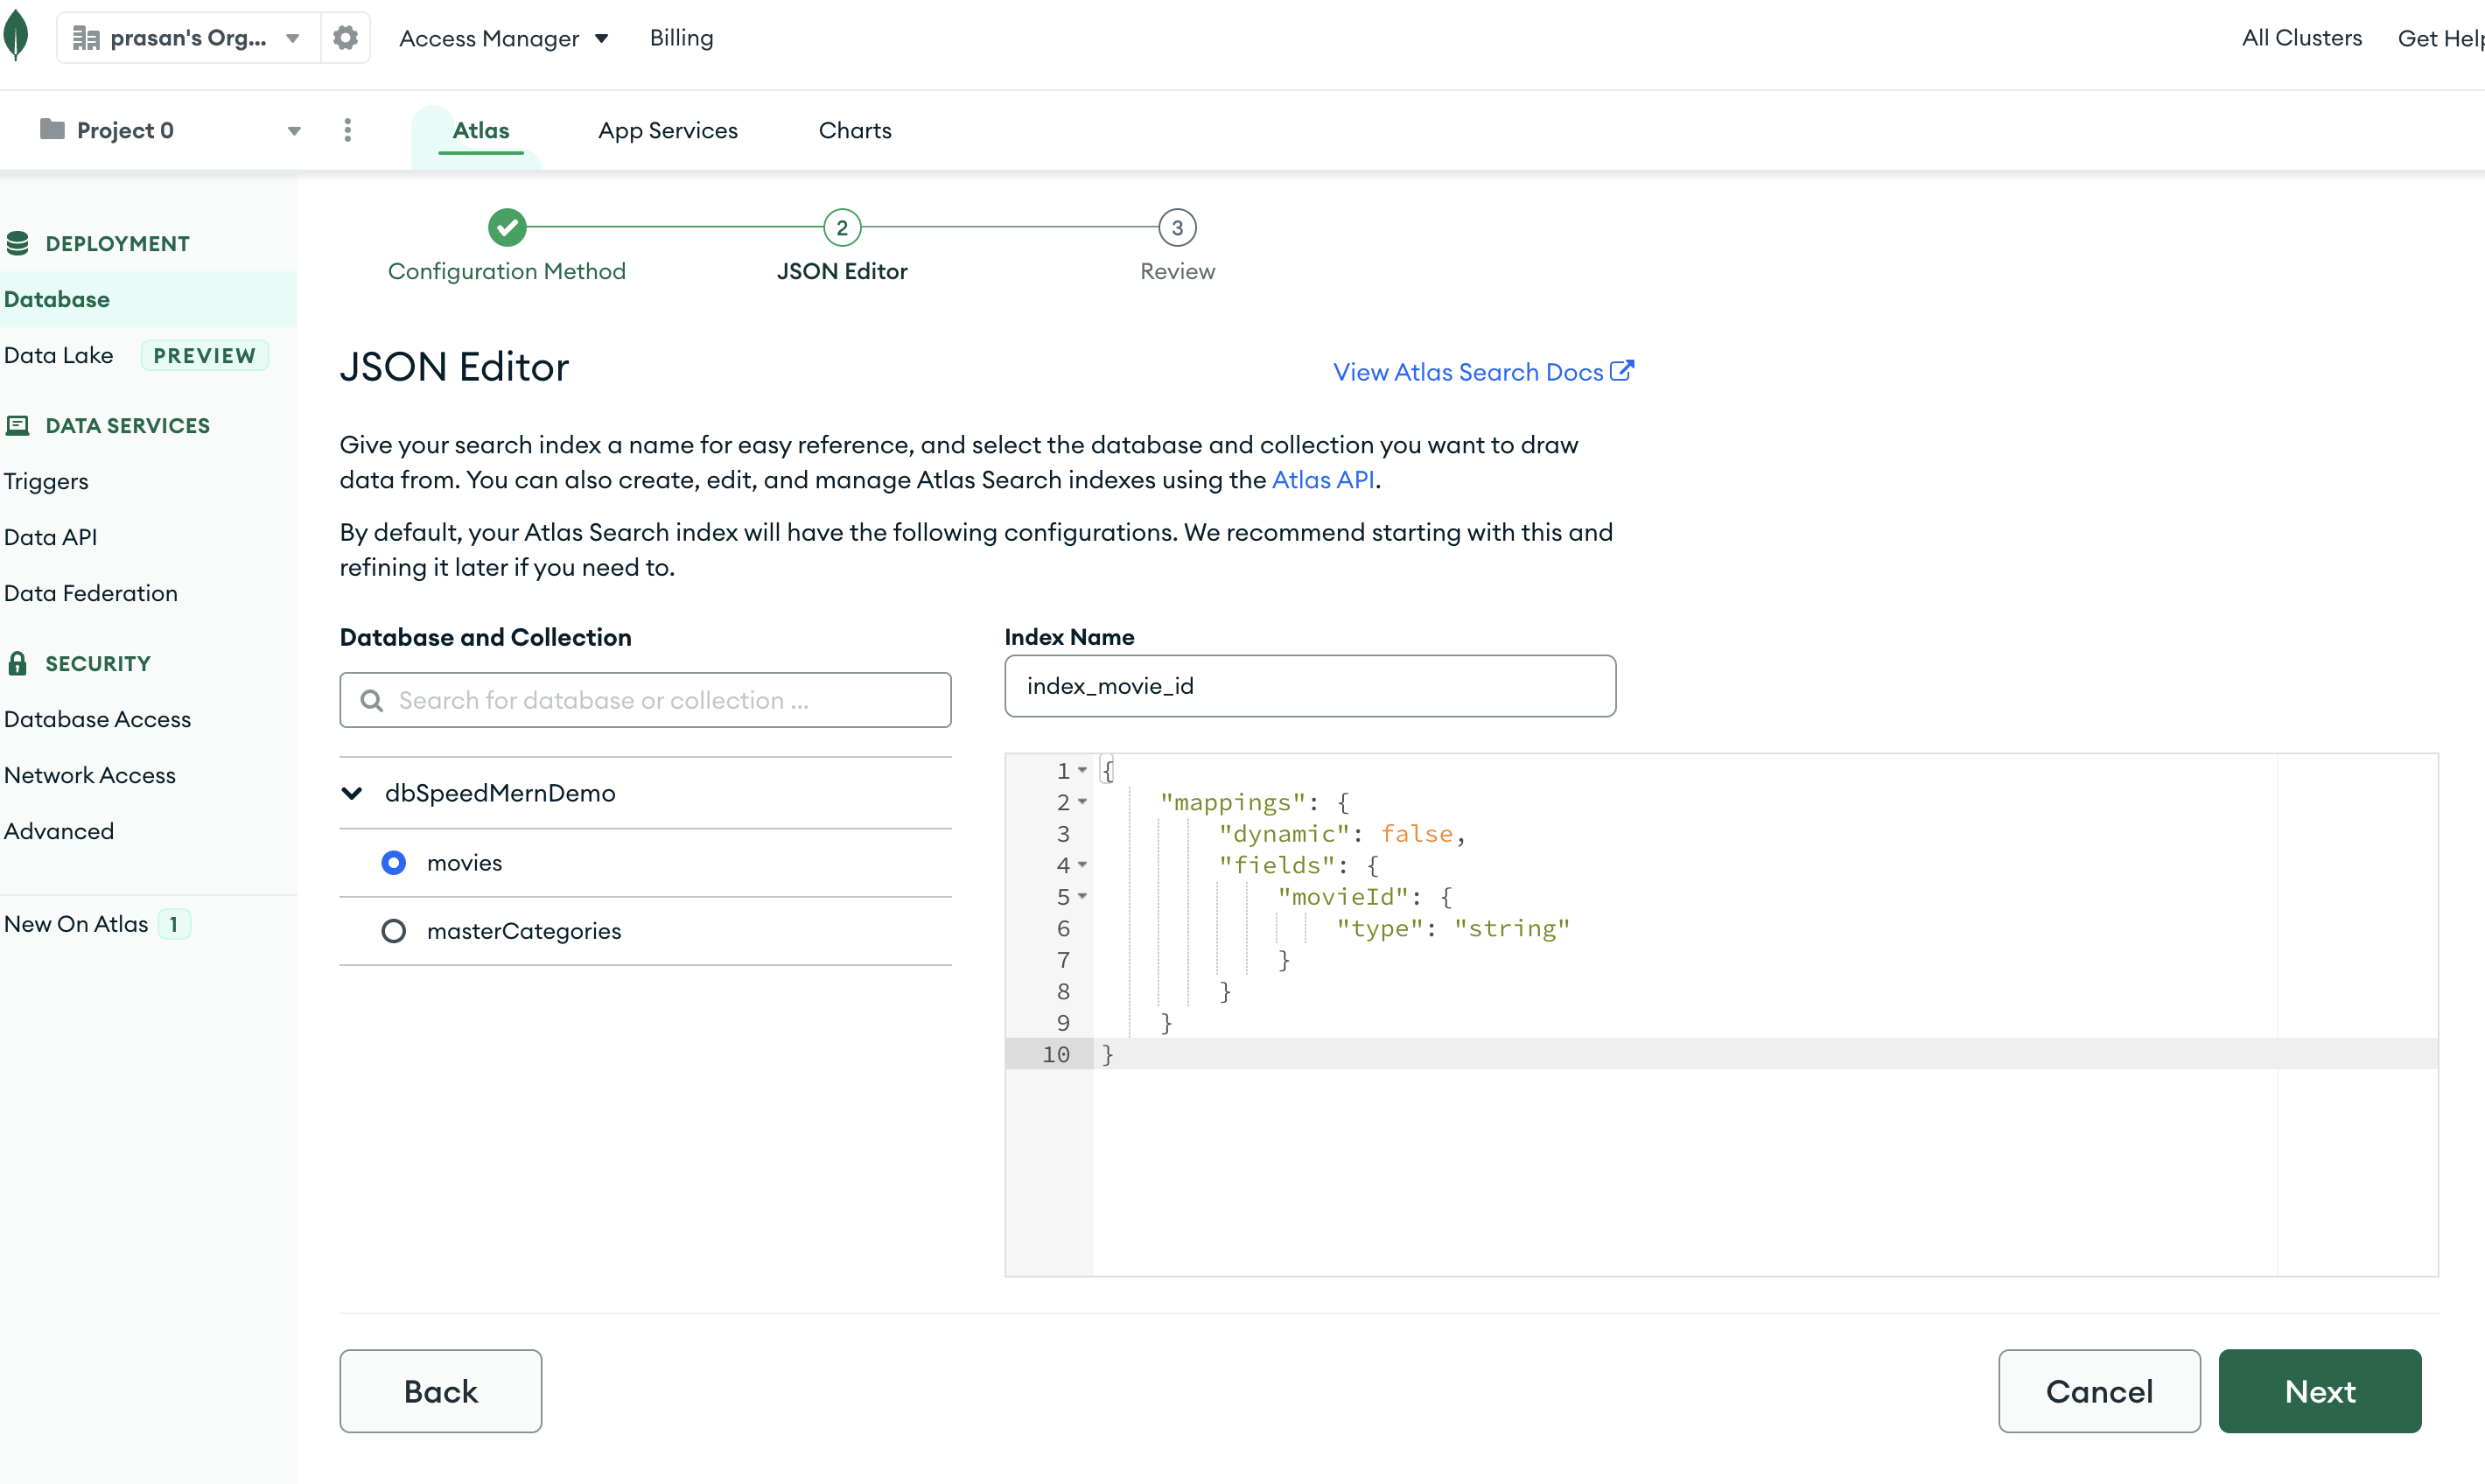 prasan's Org...
Access Manager
Billing
All Clusters
Get Help
Project 0
Atlas
App Services
Charts
DEPLOYMENT
Database
Data Lake PREVIEW
DATA SERVICES
Triggers
Data API
Data Federation
SECURITY
Database Access
Network Access
Advanced
New On Atlas 1
2
3
Configuration Method
JSON Editor
Review
JSON Editor
View Atlas Search Docs
Give your search index a name for easy reference, and select the database and collection you want to draw
data from. You can also create, edit, and manage Atlas Search indexes using the Atlas API.
By default, your Atlas Search index will have the following configurations. We recommend starting with this and
refining it later if you need to.
Database and Collection
Search for database or collection ...
dbSpeedMernDemo
movies
masterCategories
Index Name
index_movie_id
1 {
2 "mappings": {
3 "dynamic": false,
4 "fields": {
5 "movieId": {
6 "type": "string"
7 }
8 }
9 }
10 }
Back
Cancel
Next